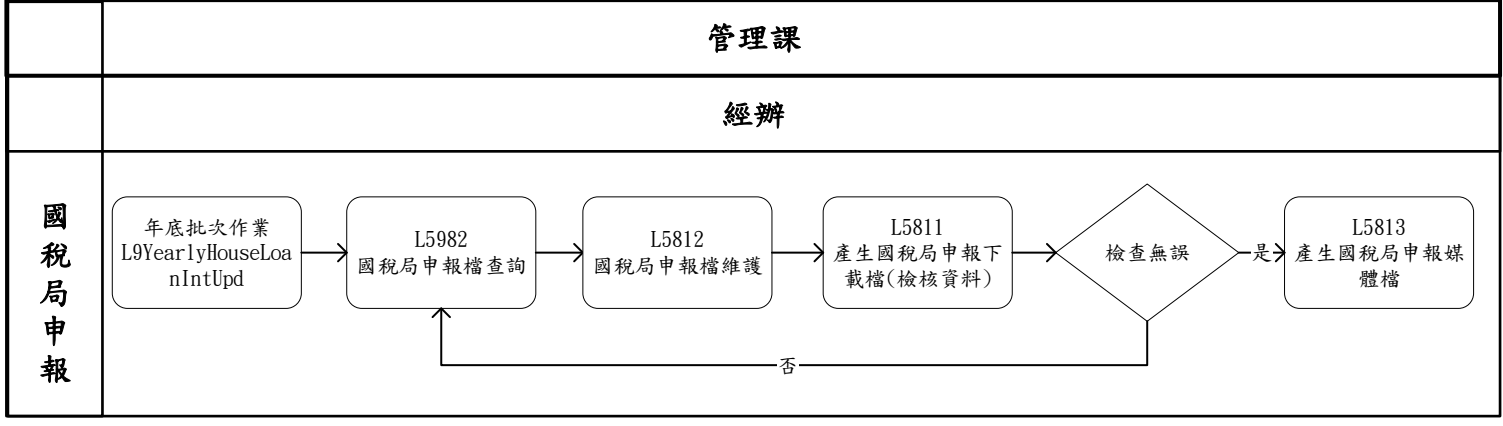 管理課
經辦
國
稅
局
申
報
年底批次作業
L9YearlyHouseLoa
nIntUpd
L5982
國稅局申報檔查詢
L5812
國稅局申報檔維護
L5811
產生國稅局申報下
載檔(檢核資料)
檢查無誤
是
L5813
產生國稅局申報媒
體檔
否